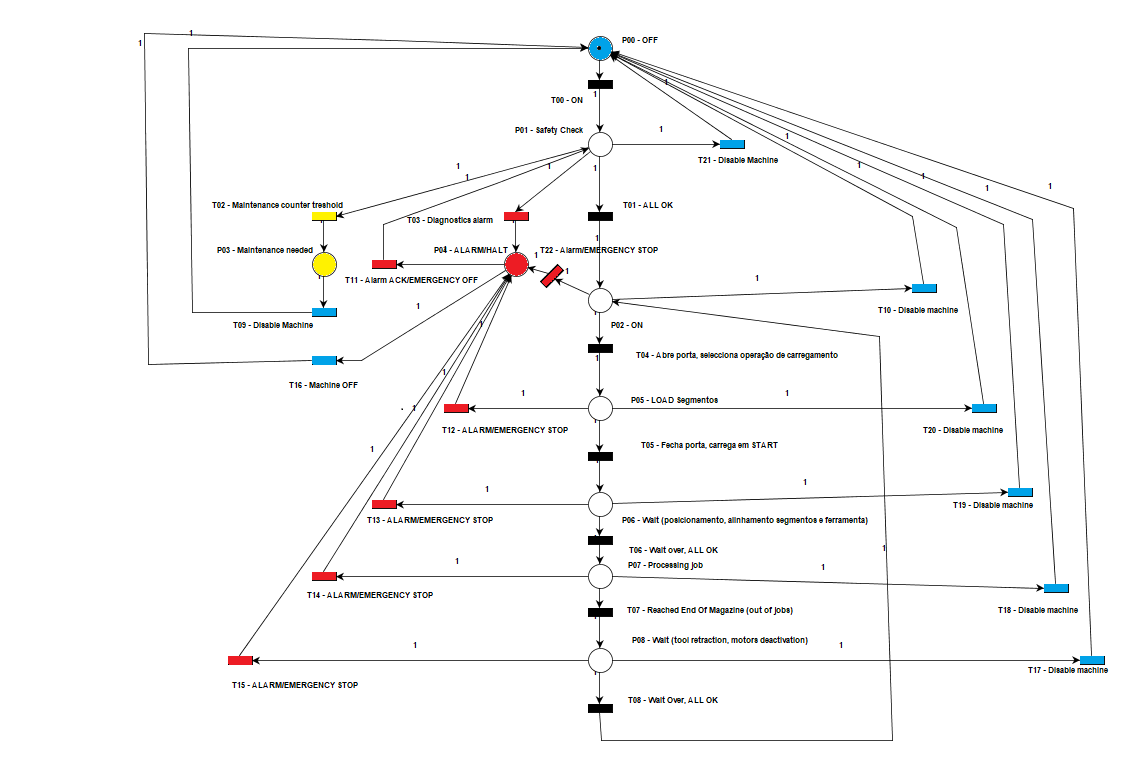 P00 - OFF
1
1
T00 - ON
1
1
P01 - Safety Check
1
T21 - Disable Machine
1
1
1
1
1
1
1
1
1
1
T02 - Maintenance counter treshold
T01 - ALL OK
T03 - Diagnostics alarm
1
P03 - Maintenance needed
P04 - ALARM/HALT
T22 - Alarm/EMERGENCY STOP
1
1
1
T11 - Alarm ACK/EMERGENCY OFF
1
T10 - Disable machine
1
1
T09 - Disable Machine
1
P02 - ON
1
T04 - Abre porta, selecciona operação de carregamento
T16 - Machine OFF
1
1
1
P05 - LOAD Segmentos
1
1
T12 - ALARM/EMERGENCY STOP
T20 - Disable machine
1
T05 - Fecha porta, carrega em START
1
1
1
T13 - ALARM/EMERGENCY STOP
P06 - Wait (posicionamento, alinhamento segmentos e ferramenta)
T19 - Disable machine
T06 - Wait over, ALL OK
1
1
P07 - Processing job
1
T14 - ALARM/EMERGENCY STOP
T07 - Reached End Of Magazine (out of jobs)
T18 - Disable machine
1
P08 - Wait (tool retraction, motors deactivation)
1
T17 - Disable machine
T15 - ALARM/EMERGENCY STOP
T08 - Wait Over, ALL OK